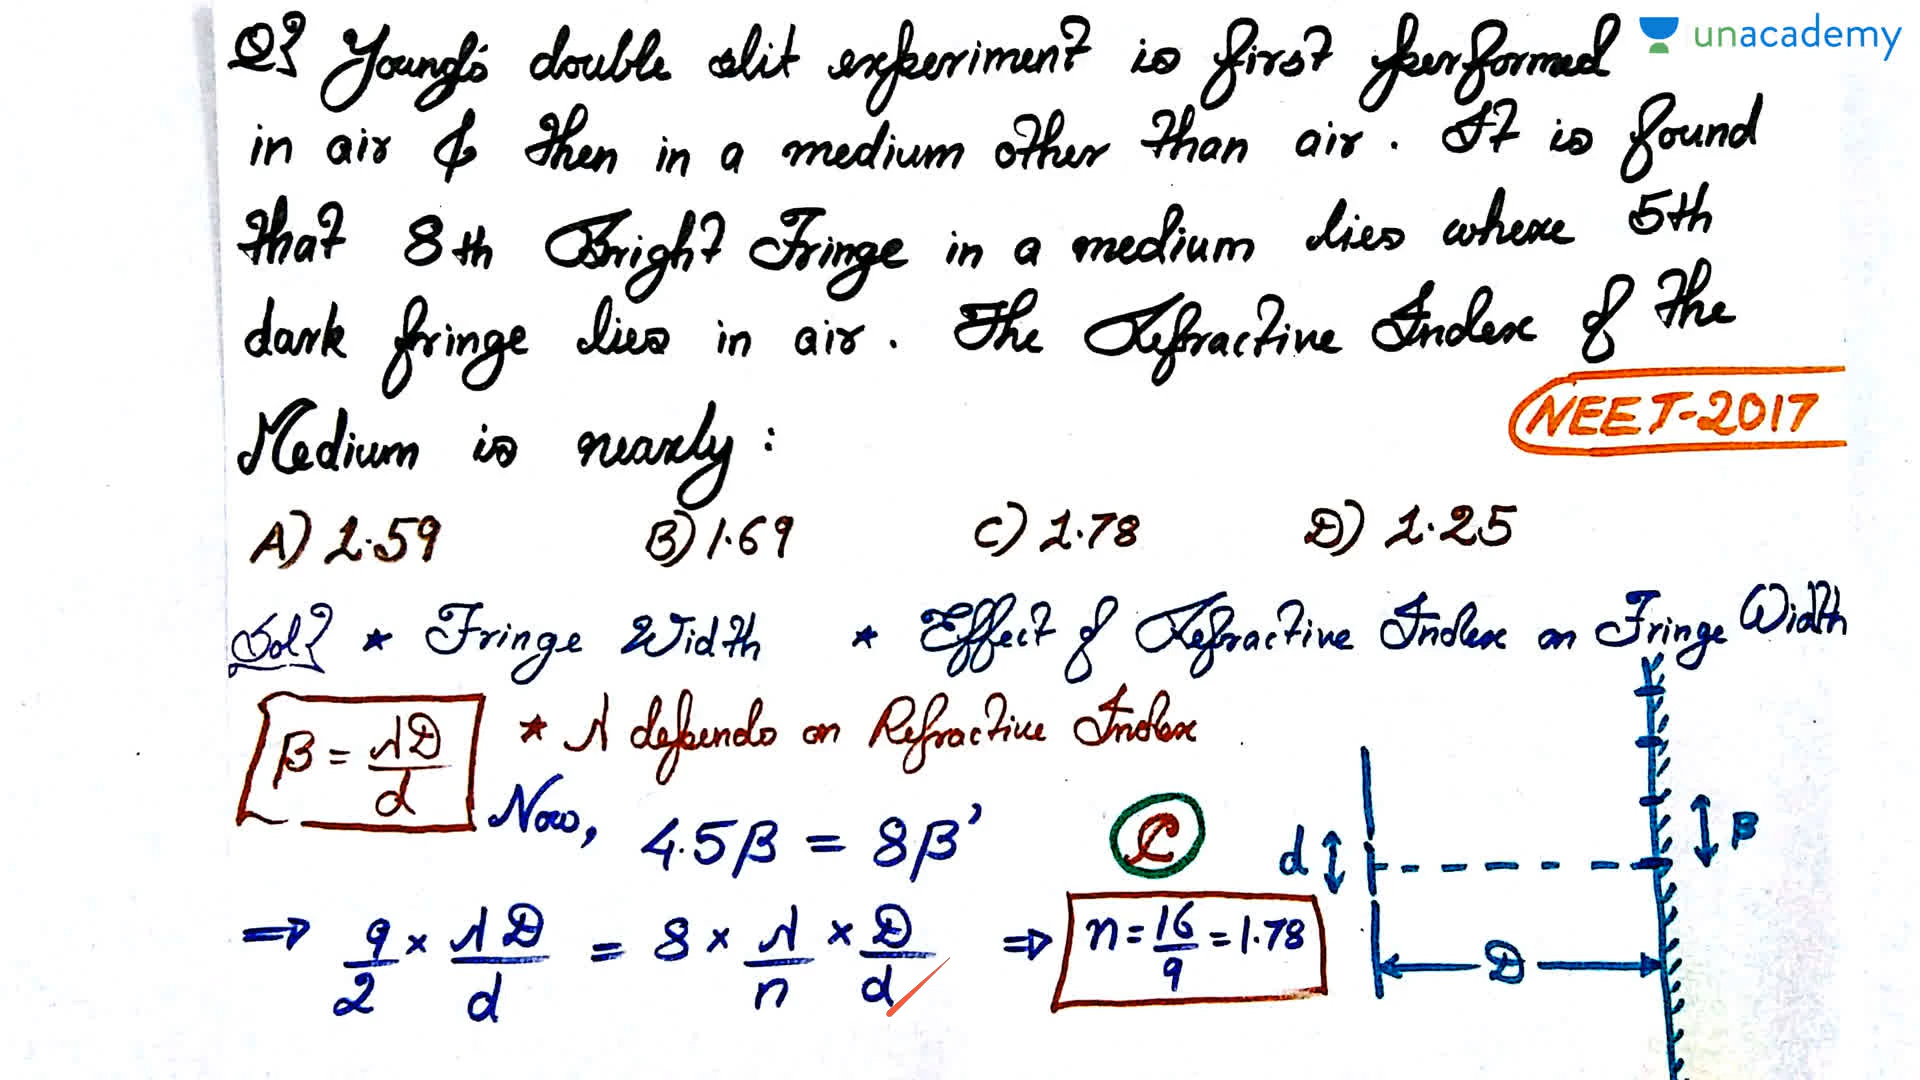 Q} Young's double slit experiment is first performed
unacademy
in air & then in a medium other than air. It is found
that 8th Bright Fringe in a medium lies where 5th
dark fringe lies in air. The Refractive Index of the
Medium is nearly:
NEET-2017
A) 1.59 B) 1.69 C) 1.78 D) 1.25
Sol} * Fringe Width * Effect of Refractive Index on Fringe Width
β = λD/d * λ depends on Refractive Index
Now, 4.5β = 8β'
C
d β
⇒ 9/2 × λD/d = 8 × λ/n × D/d ⇒ n = 16/9 = 1.78
D